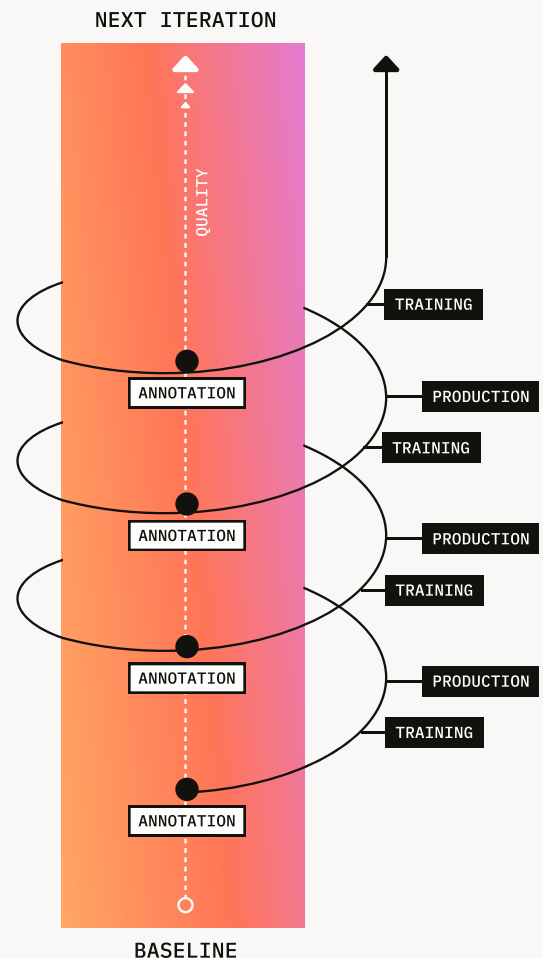 NEXT ITERATION
QUALITY
TRAINING
ANNOTATION
PRODUCTION
TRAINING
ANNOTATION
PRODUCTION
TRAINING
ANNOTATION
PRODUCTION
TRAINING
ANNOTATION
BASELINE